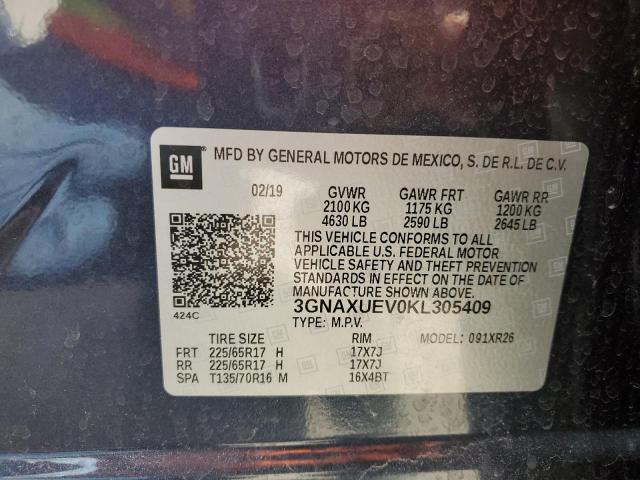 GM MFD BY GENERAL MOTORS DE MEXICO, S. DE R.L. DE C.V.
02/19 GVWR GAWR FRT GAWR RR
2100 KG 1175 KG 1200 KG
4630 LB 2590 LB 2645 LB
THIS VEHICLE CONFORMS TO ALL
APPLICABLE U.S. FEDERAL MOTOR
VEHICLE SAFETY AND THEFT PREVENTION
STANDARDS IN EFFECT ON THE DATE OF
MANUFACTURE SHOWN ABOVE.
3GNAXUEV0KL305409
424C
TYPE: M.P.V.
TIRE SIZE RIM MODEL: 091XR26
FRT 225/65R17 H 17X7J
RR 225/65R17 H 17X7J
SPA T135/70R16 M 16X4BT